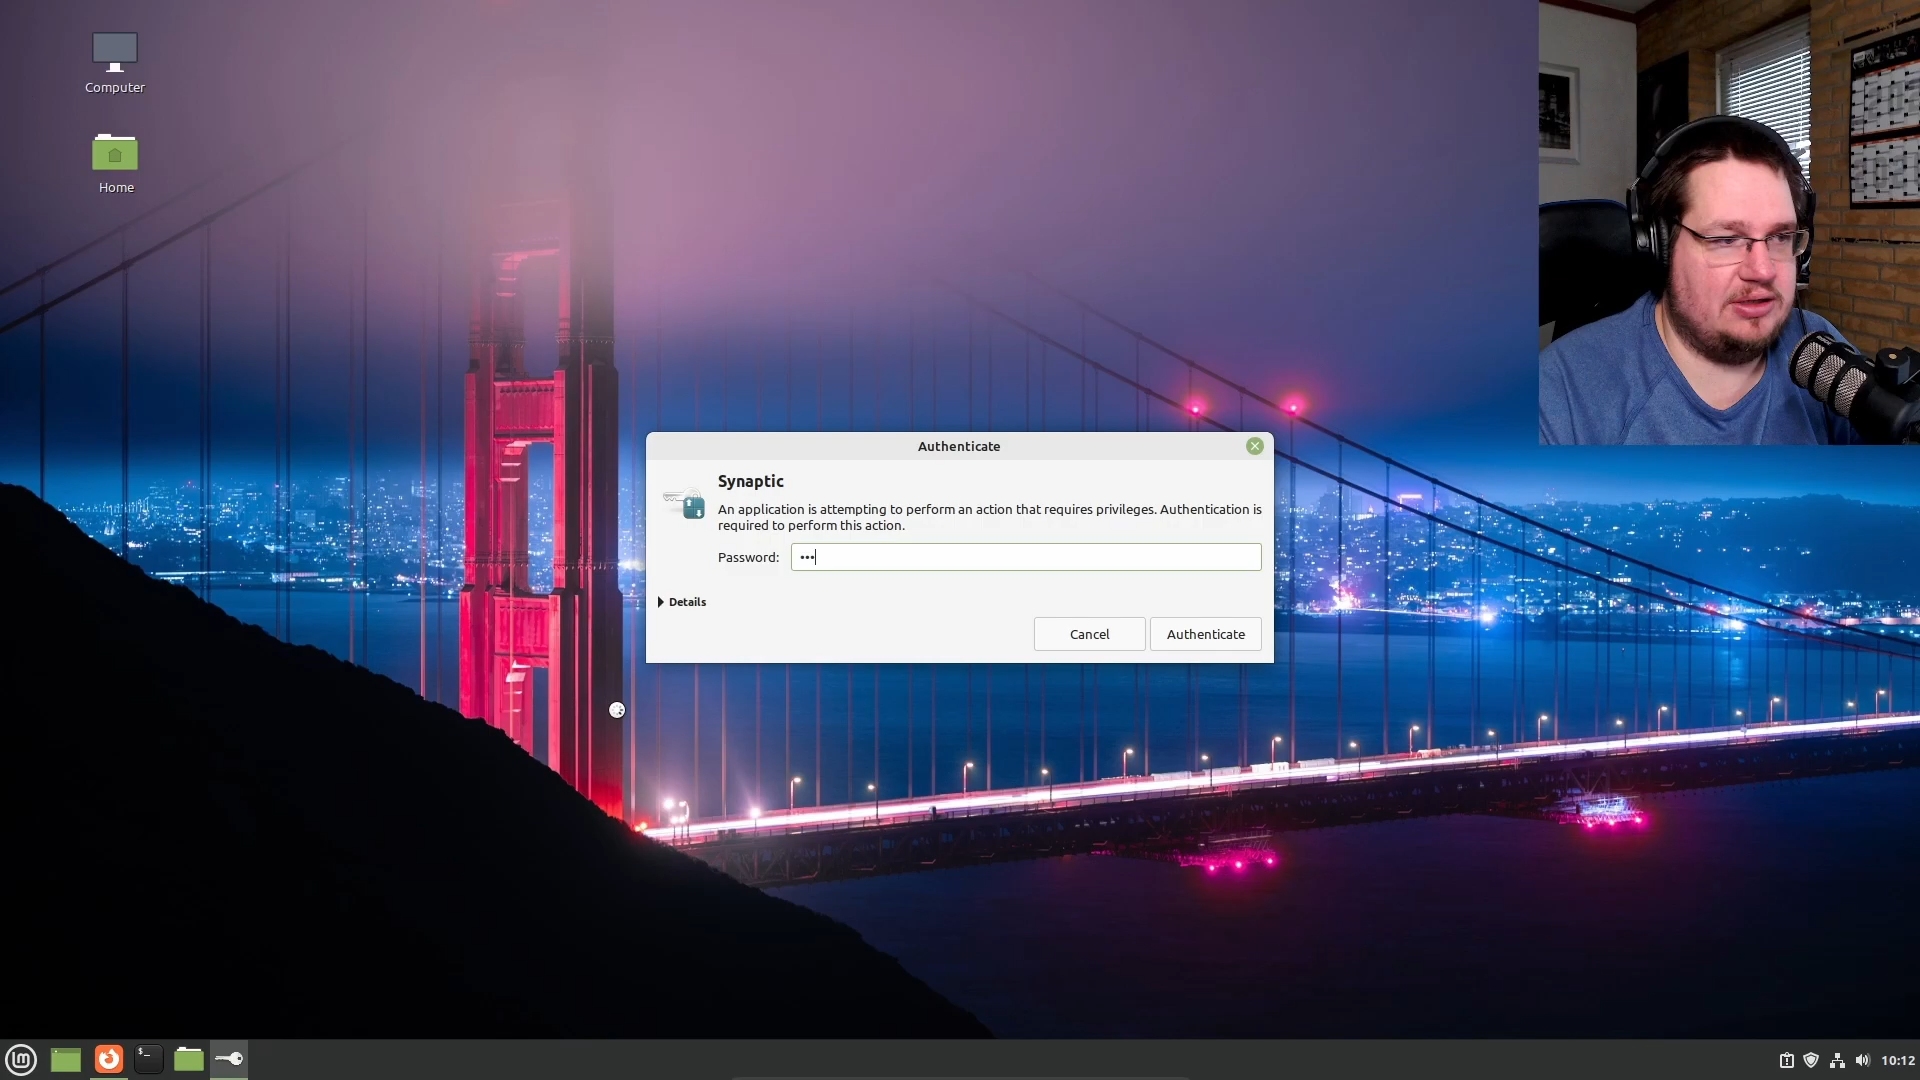 Computer
Home
Authenticate
Synaptic
An application is attempting to perform an action that requires privileges. Authentication is
required to perform this action.
Password: •••
Details
Cancel
Authenticate
10:12